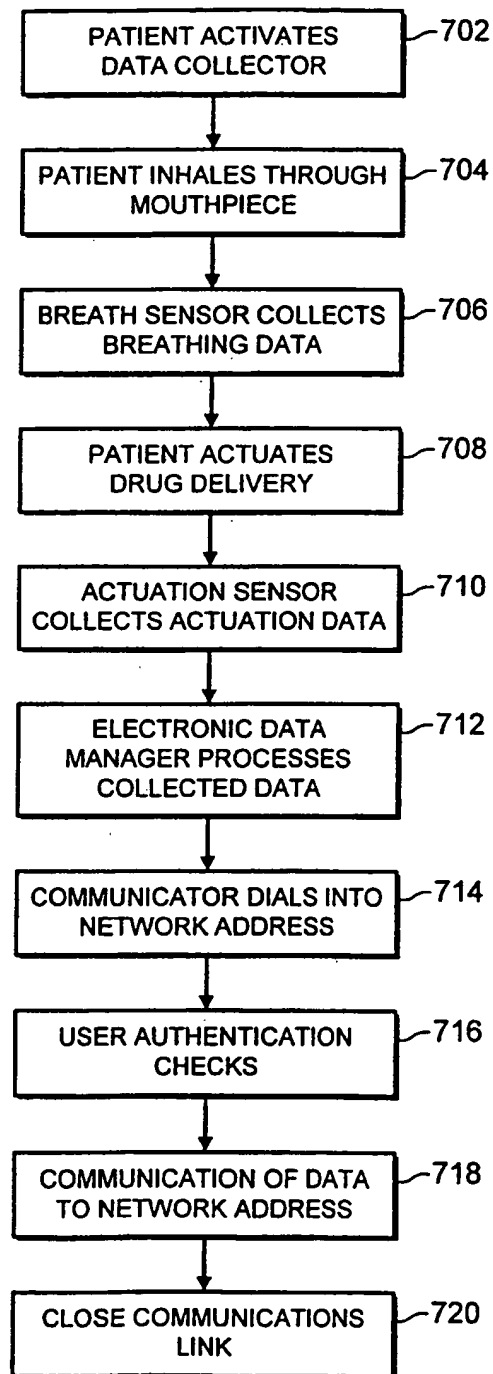 PATIENT ACTIVATES
DATA COLLECTOR
702
PATIENT INHALES THROUGH
MOUTHPIECE
704
BREATH SENSOR COLLECTS
BREATHING DATA
706
PATIENT ACTUATES
DRUG DELIVERY
708
ACTUATION SENSOR
COLLECTS ACTUATION DATA
710
ELECTRONIC DATA
MANAGER PROCESSES
COLLECTED DATA
712
COMMUNICATOR DIALS INTO
NETWORK ADDRESS
714
USER AUTHENTICATION
CHECKS
716
COMMUNICATION OF DATA
TO NETWORK ADDRESS
718
CLOSE COMMUNICATIONS
LINK
720